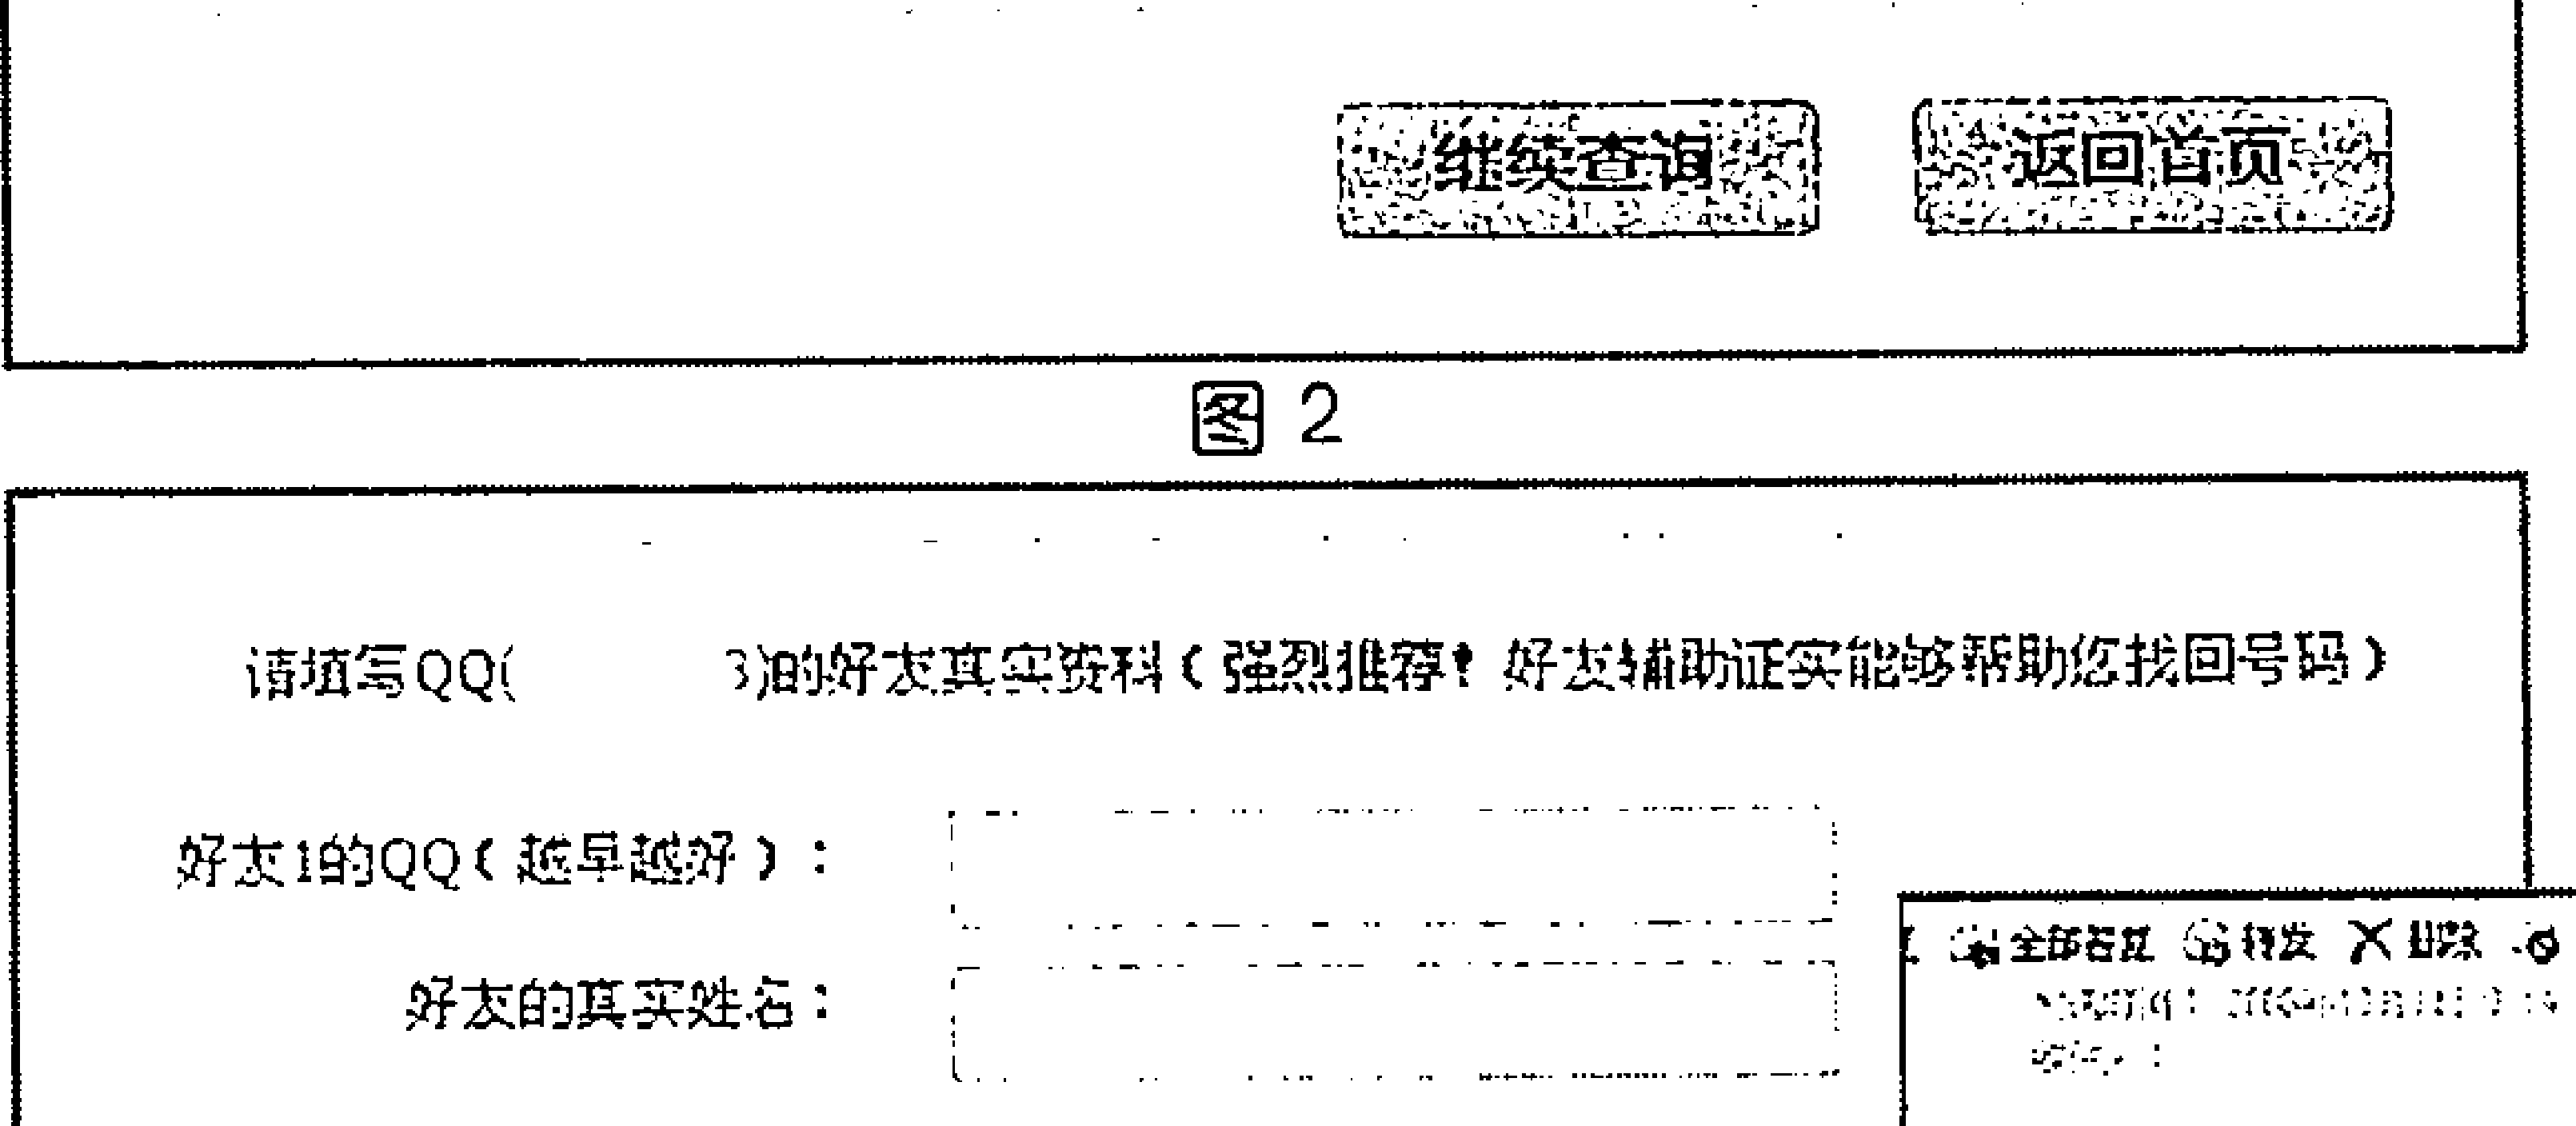 继续查询 返回首页
图 2
请填写QQ( 3)的好友真实资料(强烈推荐!好友辅助证实能够帮助您找回号码)
好友1的QQ(越早越好):
好友的真实姓名:
全部答复 转发 删除